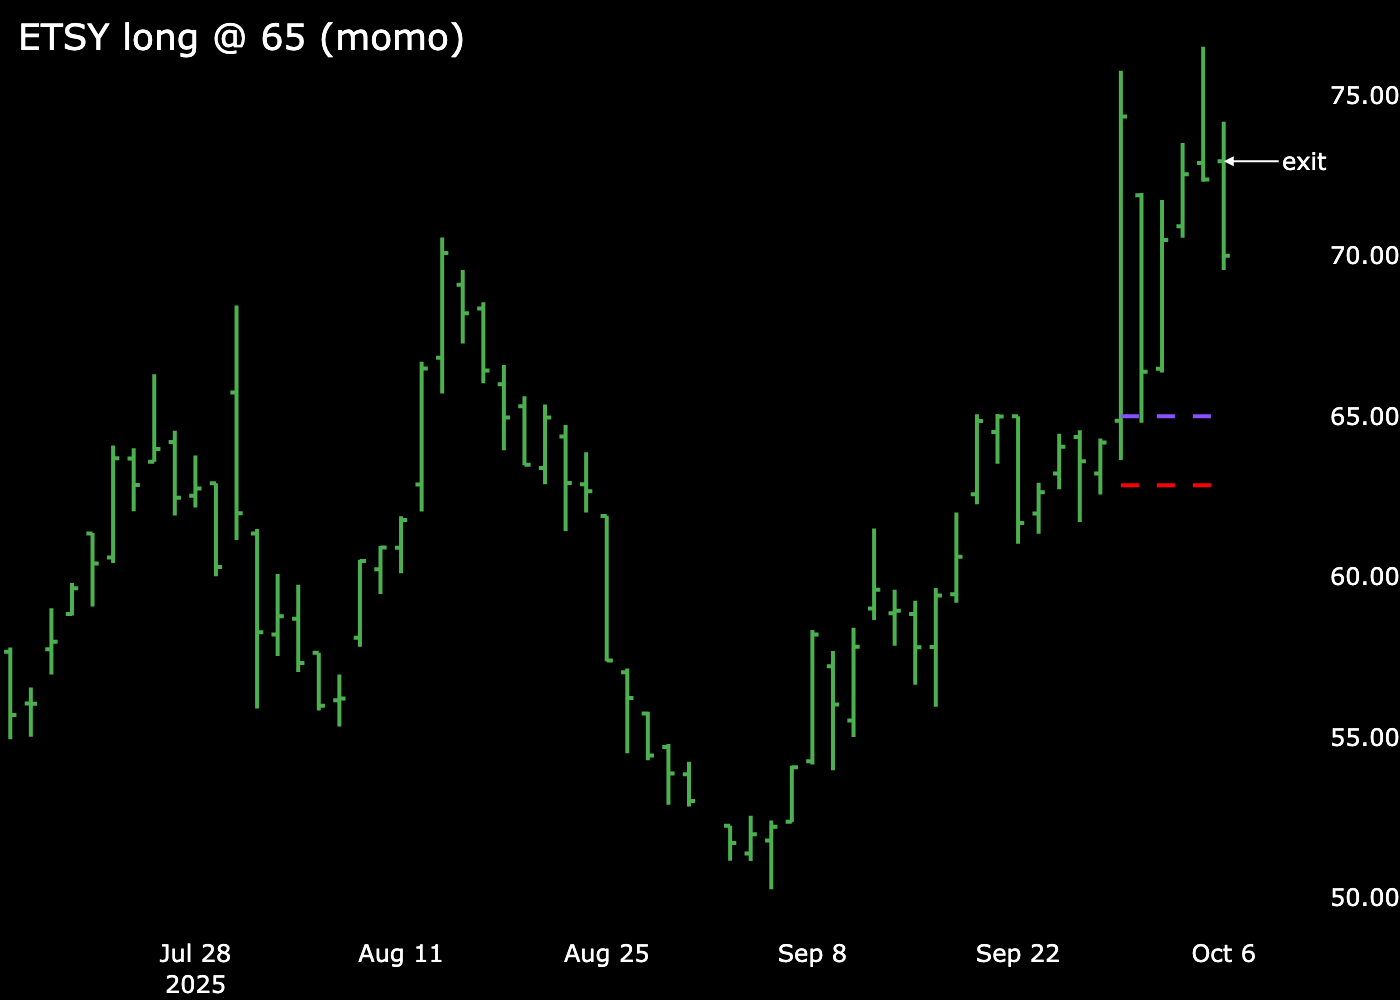 ETSY long @ 65 (momo)
75.00
exit
70.00
65.00
60.00
55.00
50.00
Jul 28
2025
Aug 11
Aug 25
Sep 8
Sep 22
Oct 6